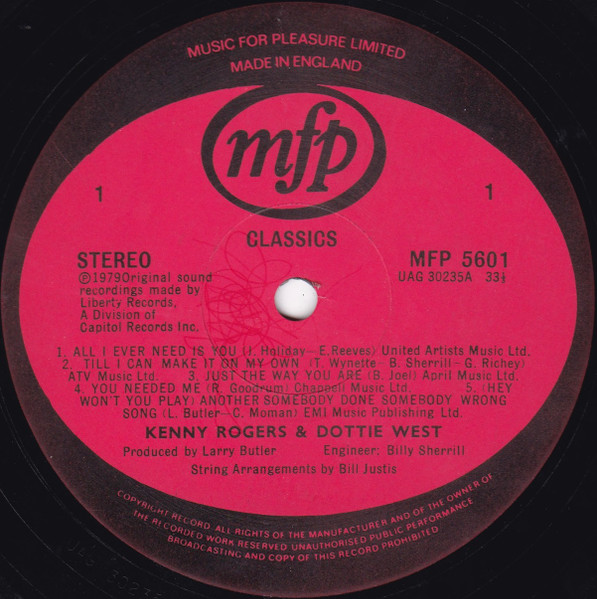 MUSIC FOR PLEASURE LIMITED
MADE IN ENGLAND
mfp
1
1
CLASSICS
STEREO
MFP 5601
℗1979Original sound
UAG 30235A 33⅓
recordings made by
Liberty Records,
A Division of
Capitol Records Inc.
1. ALL I EVER NEED IS YOU (J. Holiday–E.Reeves) United Artists Music Ltd.
2. TILL I CAN MAKE IT ON MY OWN (T. Wynette–B. Sherrill–G. Richey)
ATV Music Ltd. 3. JUST THE WAY YOU ARE (B. Joel) April Music Ltd.
4. YOU NEEDED ME (R. Goodrum) Chappell Music Ltd. 5. (HEY
WON'T YOU PLAY) ANOTHER SOMEBODY DONE SOMEBODY WRONG
SONG (L. Butler–C. Moman) EMI Music Publishing Ltd.
KENNY ROGERS & DOTTIE WEST
Produced by Larry Butler Engineer: Billy Sherrill
String Arrangements by Bill Justis
COPYRIGHT RECORD. ALL RIGHTS OF THE MANUFACTURER AND OF THE OWNER OF
THE RECORDED WORK RESERVED UNAUTHORISED PUBLIC PERFORMANCE
BROADCASTING AND COPY OF THIS RECORD PROHIBITED